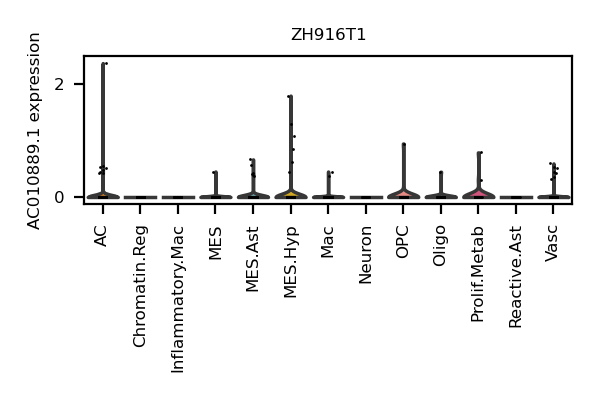 ZH916T1
AC010889.1 expression
2
0
AC
Chromatin.Reg
Inflammatory.Mac
MES
MES.Ast
MES.Hyp
Mac
Neuron
OPC
Oligo
Prolif.Metab
Reactive.Ast
Vasc